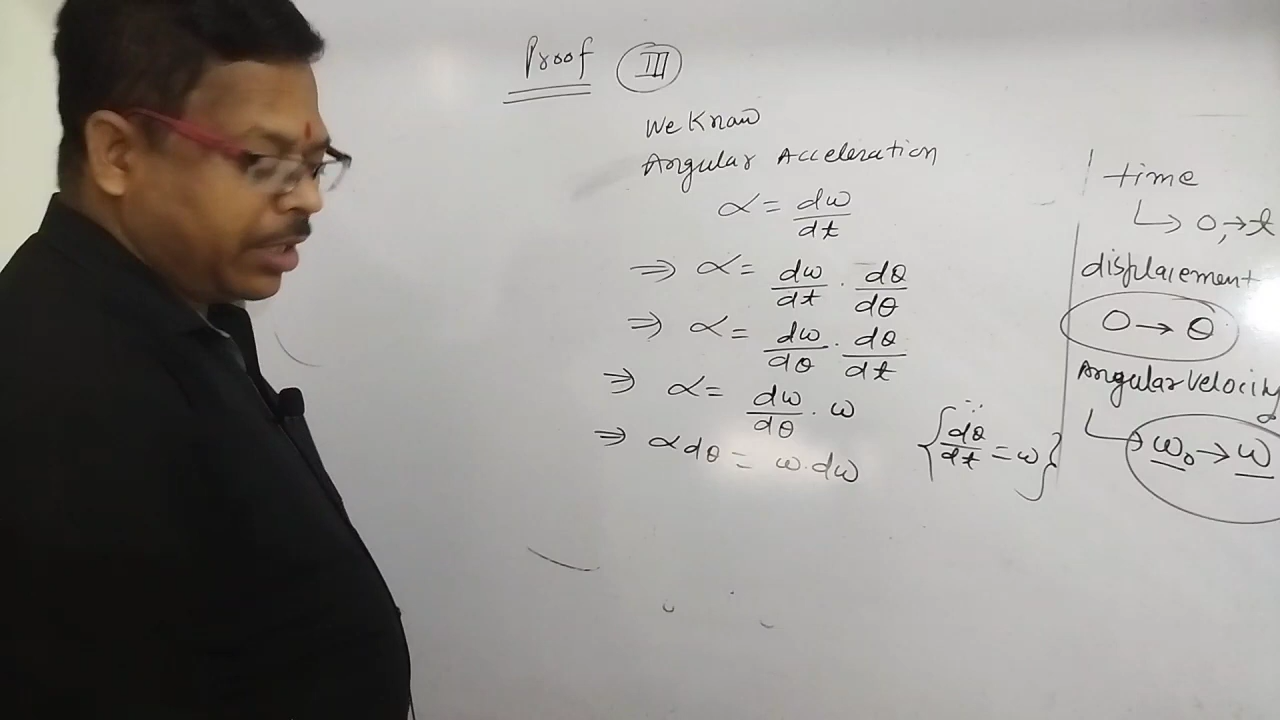 Proof III
We Know
Angular Acceleration
α = dω/dt
⇒ α = dω/dt . dθ/dθ
⇒ α = dω/dθ . dθ/dt
⇒ α = dω/dθ . ω
⇒ α dθ = ω . dω
{∵ dθ/dt = ω}
time
↳ 0, → t
displacement
0 → θ
Angular Velocity
↳ ω₀ → ω